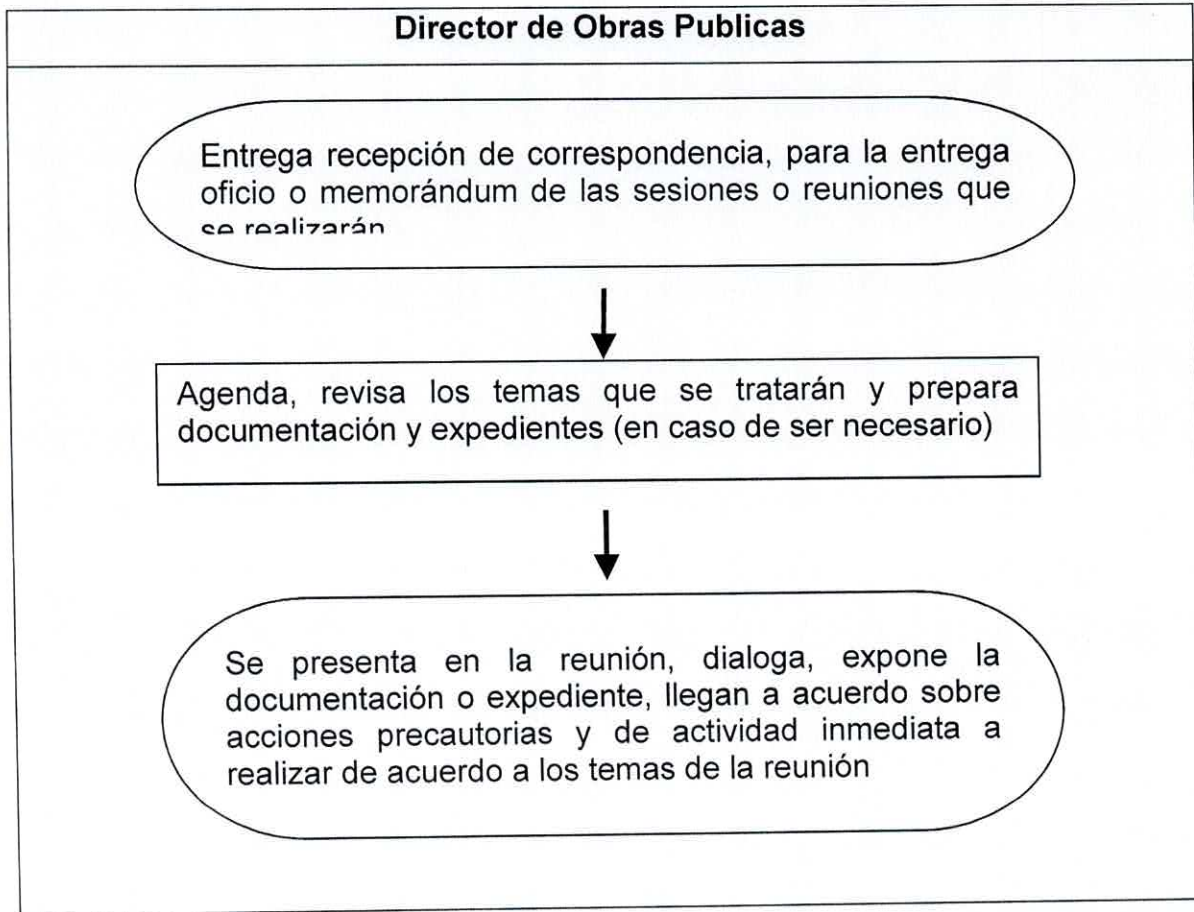 Director de Obras Publicas
Entrega recepción de correspondencia, para la entrega
oficio o memorándum de las sesiones o reuniones que
se realizarán
Agenda, revisa los temas que se tratarán y prepara
documentación y expedientes (en caso de ser necesario)
Se presenta en la reunión, dialoga, expone la
documentación o expediente, llegan a acuerdo sobre
acciones precautorias y de actividad inmediata a
realizar de acuerdo a los temas de la reunión